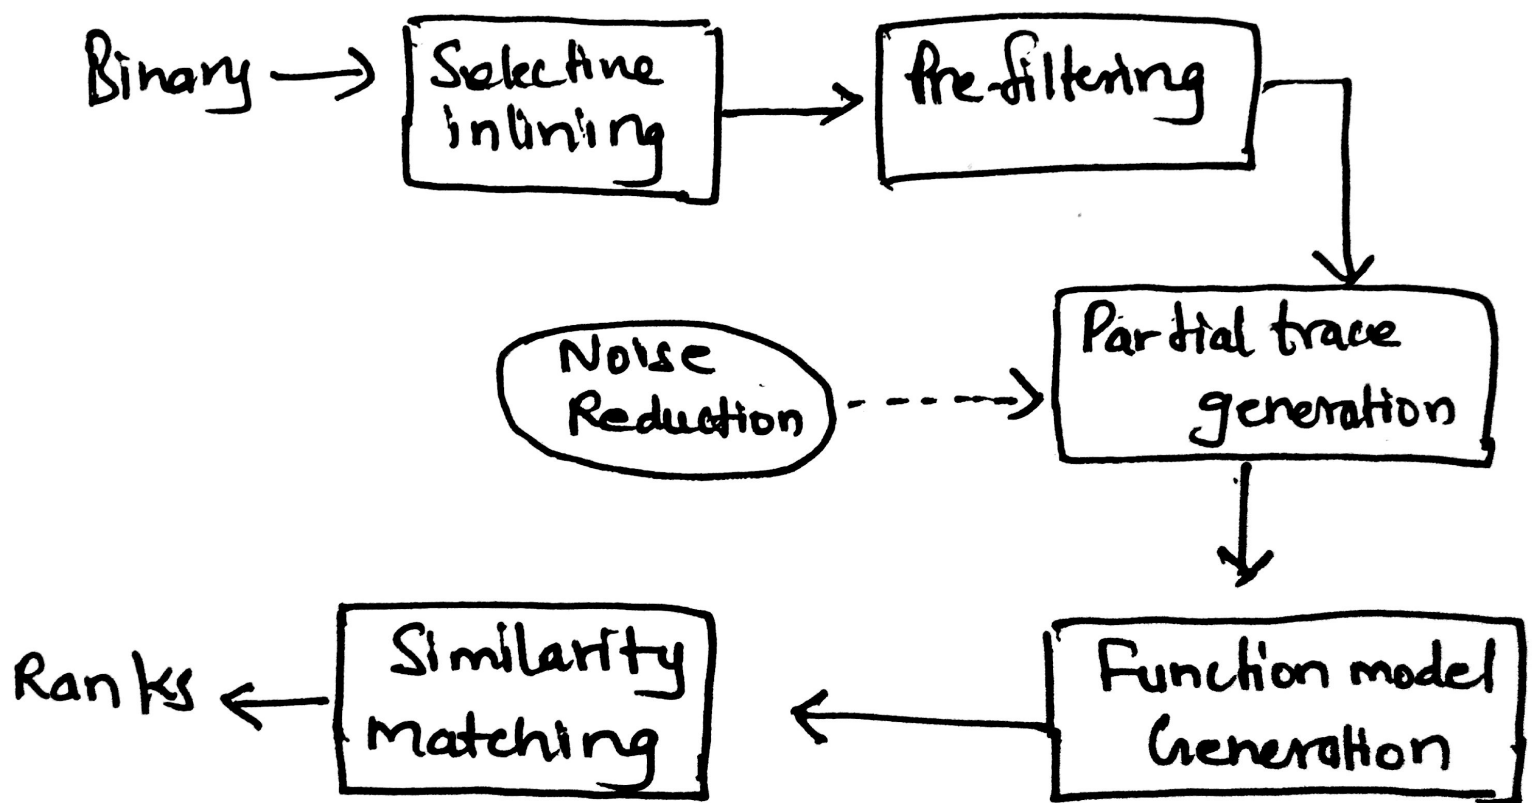 Binary
Selective
inlining
Pre-filtering
Partial trace
generation
Noise
Reduction
Function model
Generation
Similarity
Matching
Ranks